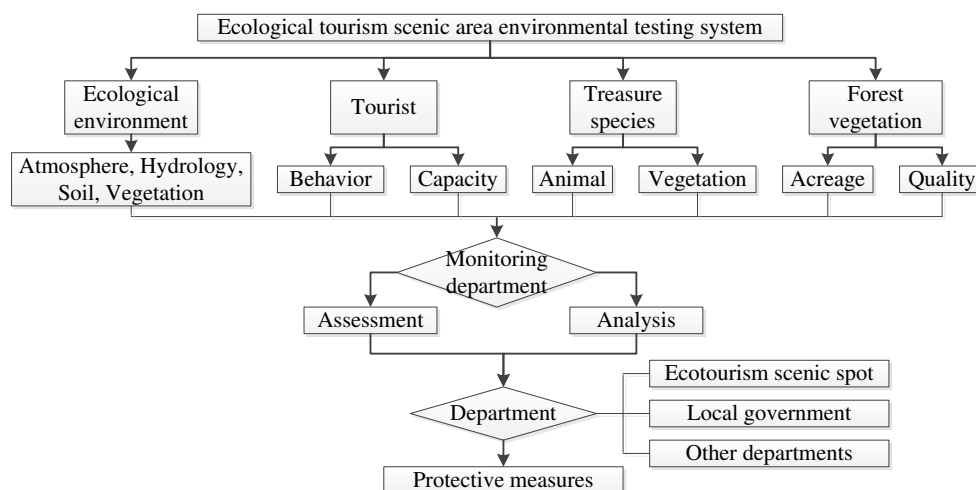 Ecological tourism scenic area environmental testing system
Ecological
environment
Tourist
Treasure
species
Forest
vegetation
Atmosphere, Hydrology,
Soil, Vegetation
Behavior
Capacity
Animal
Vegetation
Acreage
Quality
Monitoring
department
Assessment
Analysis
Ecotourism scenic spot
Department
Local government
Other departments
Protective measures